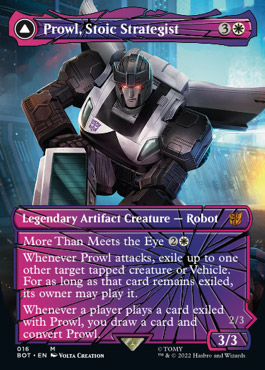 Prowl, Stoic Strategist 3
Legendary Artifact Creature — Robot
More Than Meets the Eye 2
Whenever Prowl attacks, exile up to one
other target tapped creature or Vehicle.
For as long as that card remains exiled,
its owner may play it.
Whenever a player plays a card exiled
with Prowl, you draw a card and
convert Prowl.
2/3
3/3
016 M
BOT • EN VOLTA CREATION
©TOMY
™ & © 2022 Hasbro and Wizards